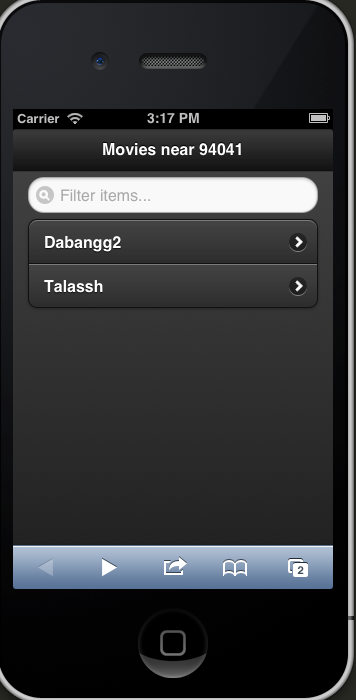 Carrier 3:17 PM
Movies near 94041
Filter items...
Dabangg2
Talassh
2